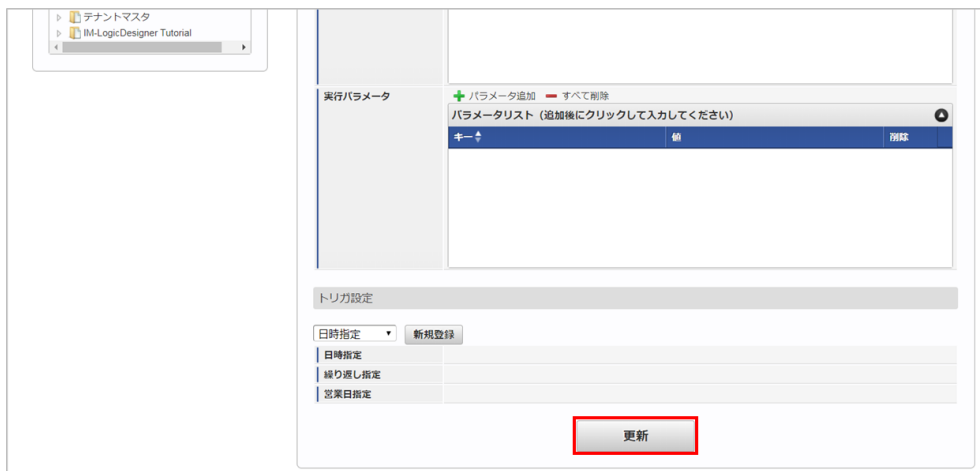 テナントマスタ
IM-LogicDesigner Tutorial
実行パラメータ
パラメータ追加 すべて削除
パラメータリスト（追加後にクリックして入力してください）
キー 値 削除
トリガ設定
日時指定 新規登録
日時指定
繰り返し指定
営業日指定
更新